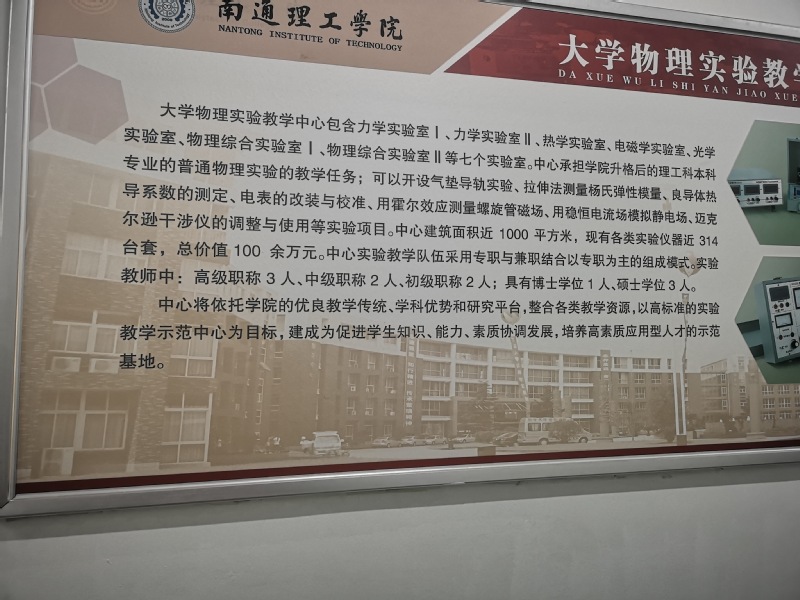 南通理工學院
NANTONG INSTITUTE OF TECHNOLOGY
大学物理实验教学
DA XUE WU LI SHI YAN JIAO XUE
大学物理实验教学中心包含力学实验室Ⅰ、力学实验室Ⅱ、热学实验室、电磁学实验室、光学
实验室、物理综合实验室Ⅰ、物理综合实验室Ⅱ等七个实验室。中心承担学院升格后的理工科本科
专业的普通物理实验的教学任务；可以开设气垫导轨实验、拉伸法测量杨氏弹性模量、良导体热
导系数的测定、电表的改装与校准、用霍尔效应测量螺旋管磁场、用稳恒电流场模拟静电场、迈克
尔逊干涉仪的调整与使用等实验项目。中心建筑面积近 1000 平方米，现有各类实验仪器近 314
台套，总价值 100 余万元。中心实验教学队伍采用专职与兼职结合以专职为主的组成模式。实验
教师中：高级职称 3 人、中级职称 2 人、初级职称 2 人；具有博士学位 1 人、硕士学位 3 人。
中心将依托学院的优良教学传统、学科优势和研究平台，整合各类教学资源，以高标准的实验
教学示范中心为目标，建成为促进学生知识、能力、素质协调发展，培养高素质应用型人才的示范
基地。